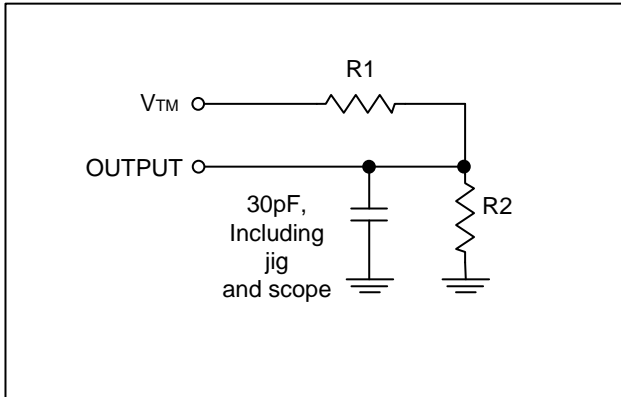 R1
VTM
OUTPUT
30pF,
Including
jig
and scope
R2